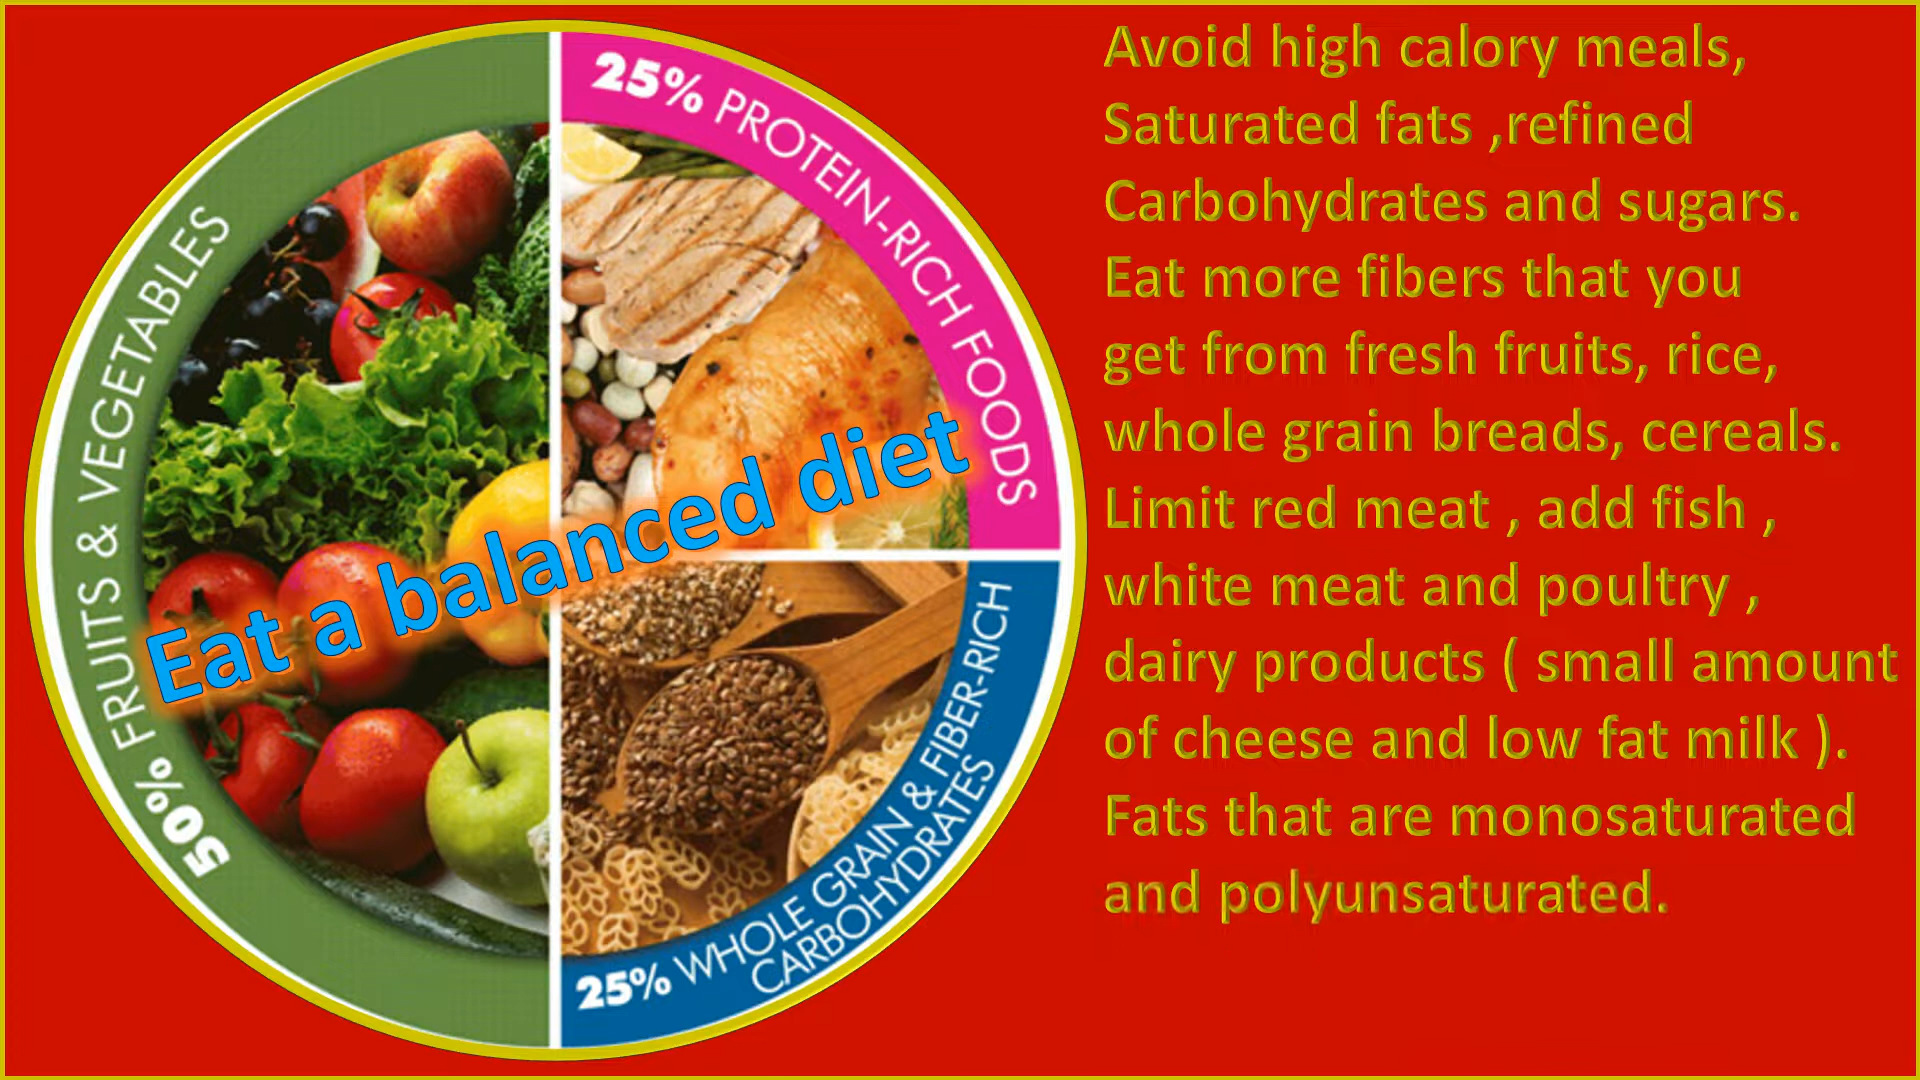 50% FRUITS & VEGETABLES
25% PROTEIN-RICH FOODS
25% WHOLE GRAIN & FIBER-RICH
CARBOHYDRATES
Eat a balanced diet
Avoid high calory meals,
Saturated fats ,refined
Carbohydrates and sugars.
Eat more fibers that you
get from fresh fruits, rice,
whole grain breads, cereals.
Limit red meat , add fish ,
white meat and poultry ,
dairy products ( small amount
of cheese and low fat milk ).
Fats that are monosaturated
and polyunsaturated.